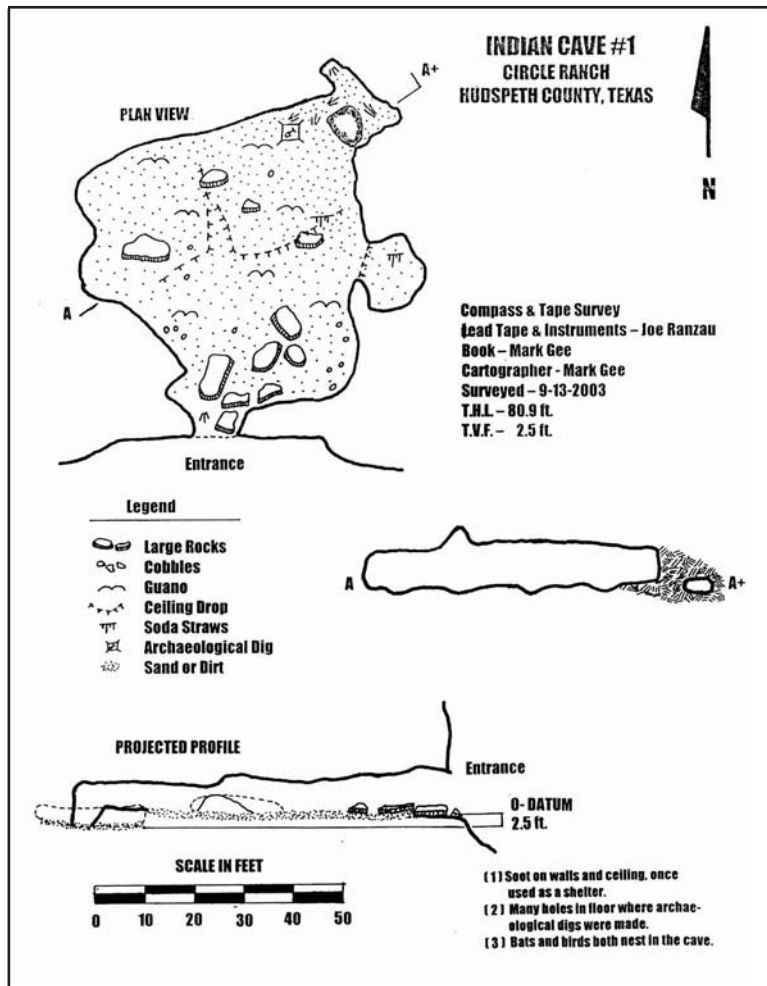 INDIAN CAVE #1
CIRCLE RANCH
HUDSPETH COUNTY, TEXAS
PLAN VIEW
A+
N
A
Compass & Tape Survey
Lead Tape & Instruments – Joe Ranzau
Book – Mark Gee
Cartographer - Mark Gee
Surveyed – 9-13-2003
T.H.L. – 80.9 ft.
T.V.F. – 2.5 ft.
Entrance
Legend
Large Rocks
Cobbles
Guano
Ceiling Drop
Soda Straws
Archaeological Dig
Sand or Dirt
A
A+
PROJECTED PROFILE
Entrance
0- DATUM
2.5 ft.
SCALE IN FEET
0 10 20 30 40 50
(1) Soot on walls and ceiling, once
used as a shelter.
(2) Many holes in floor where archae-
ological digs were made.
(3) Bats and birds both nest in the cave.